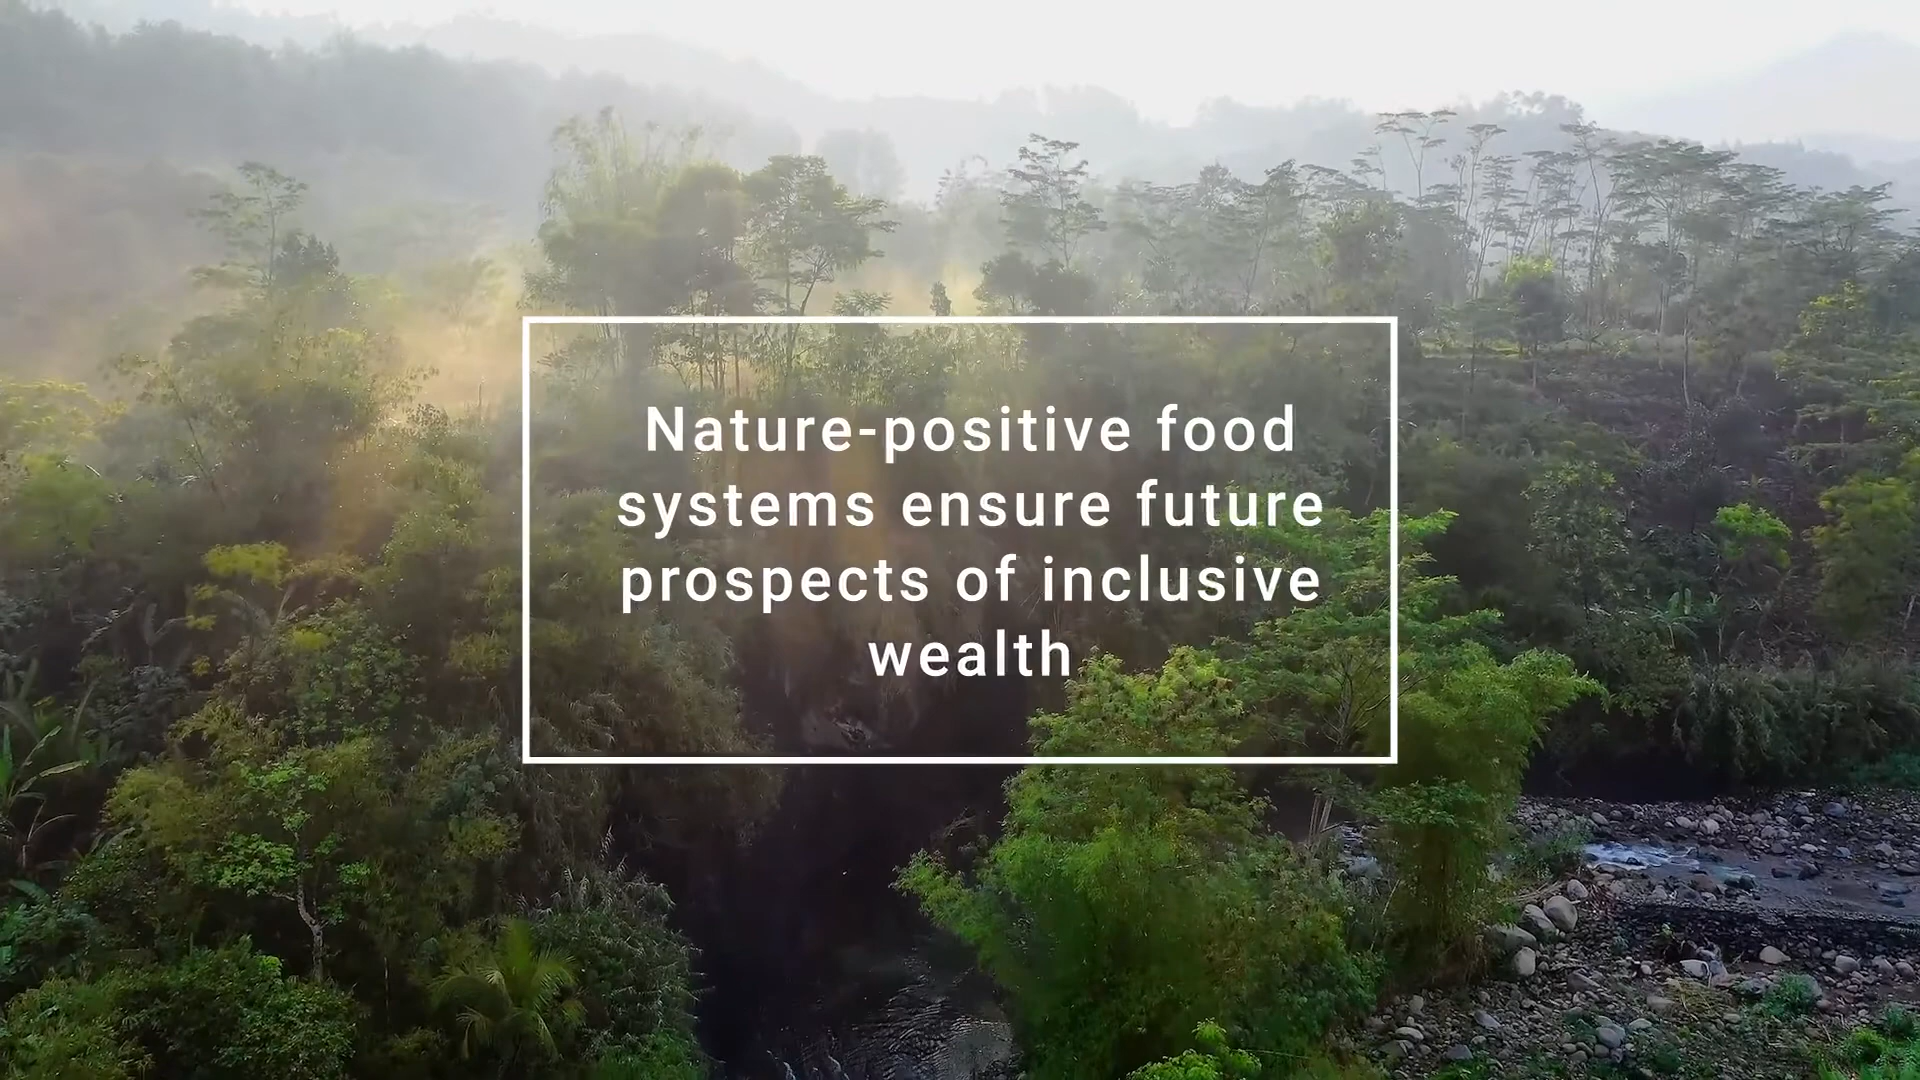 Nature-positive food
systems ensure future
prospects of inclusive
wealth